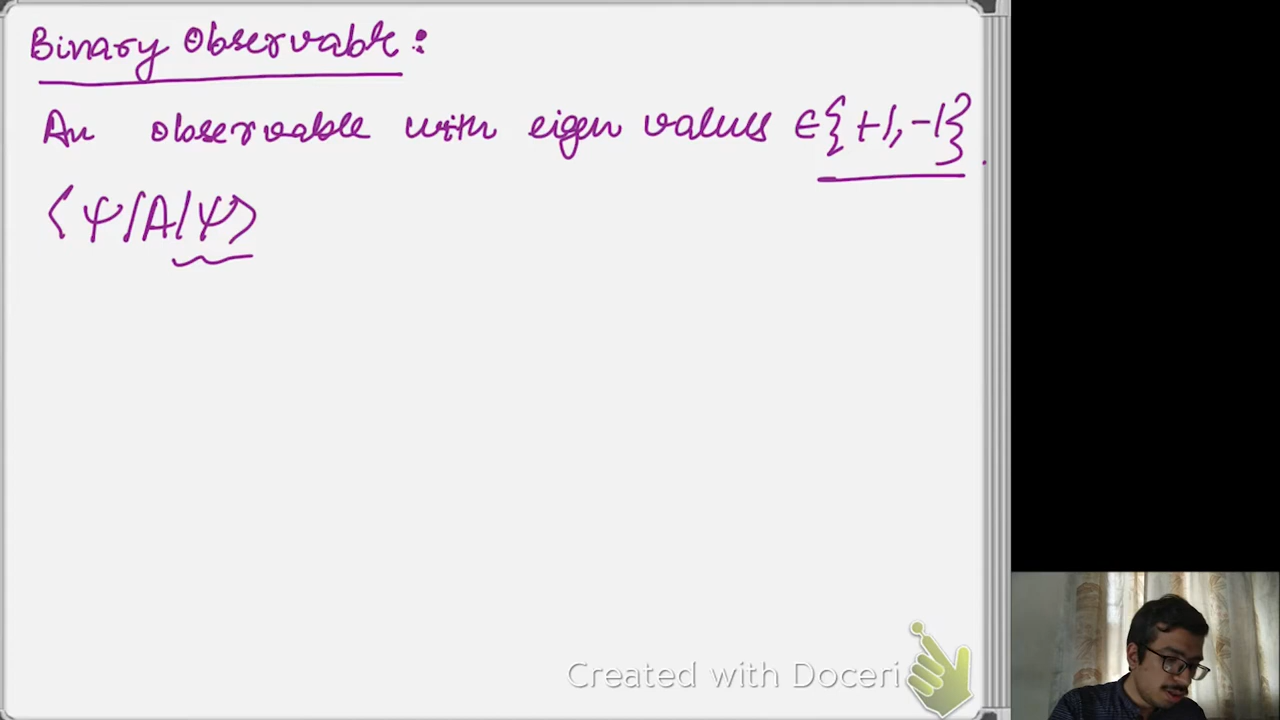 Binary Observable:
An observable with eigen values ∈ {+1, -1}.
⟨Ψ|A|Ψ⟩
Created with Doceri